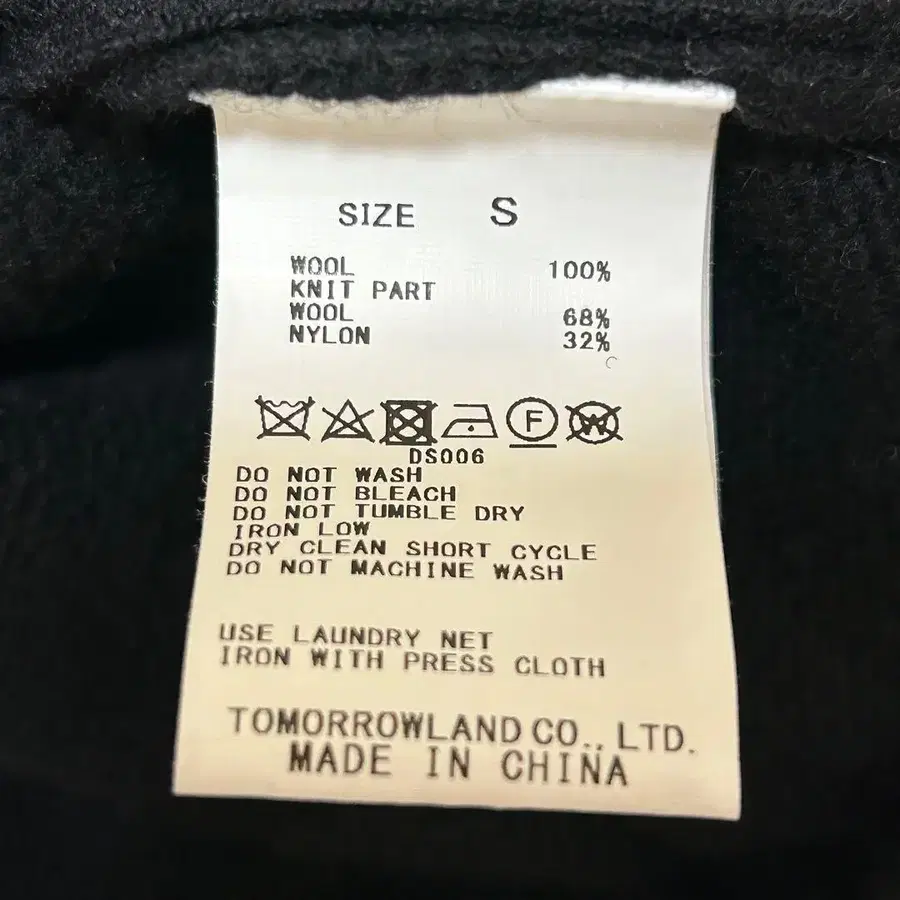 SIZE S
WOOL 100%
KNIT PART
WOOL 68%
NYLON 32%
F W
DS006
DO NOT WASH
DO NOT BLEACH
DO NOT TUMBLE DRY
IRON LOW
DRY CLEAN SHORT CYCLE
DO NOT MACHINE WASH
USE LAUNDRY NET
IRON WITH PRESS CLOTH
TOMORROWLAND CO., LTD.
MADE IN CHINA